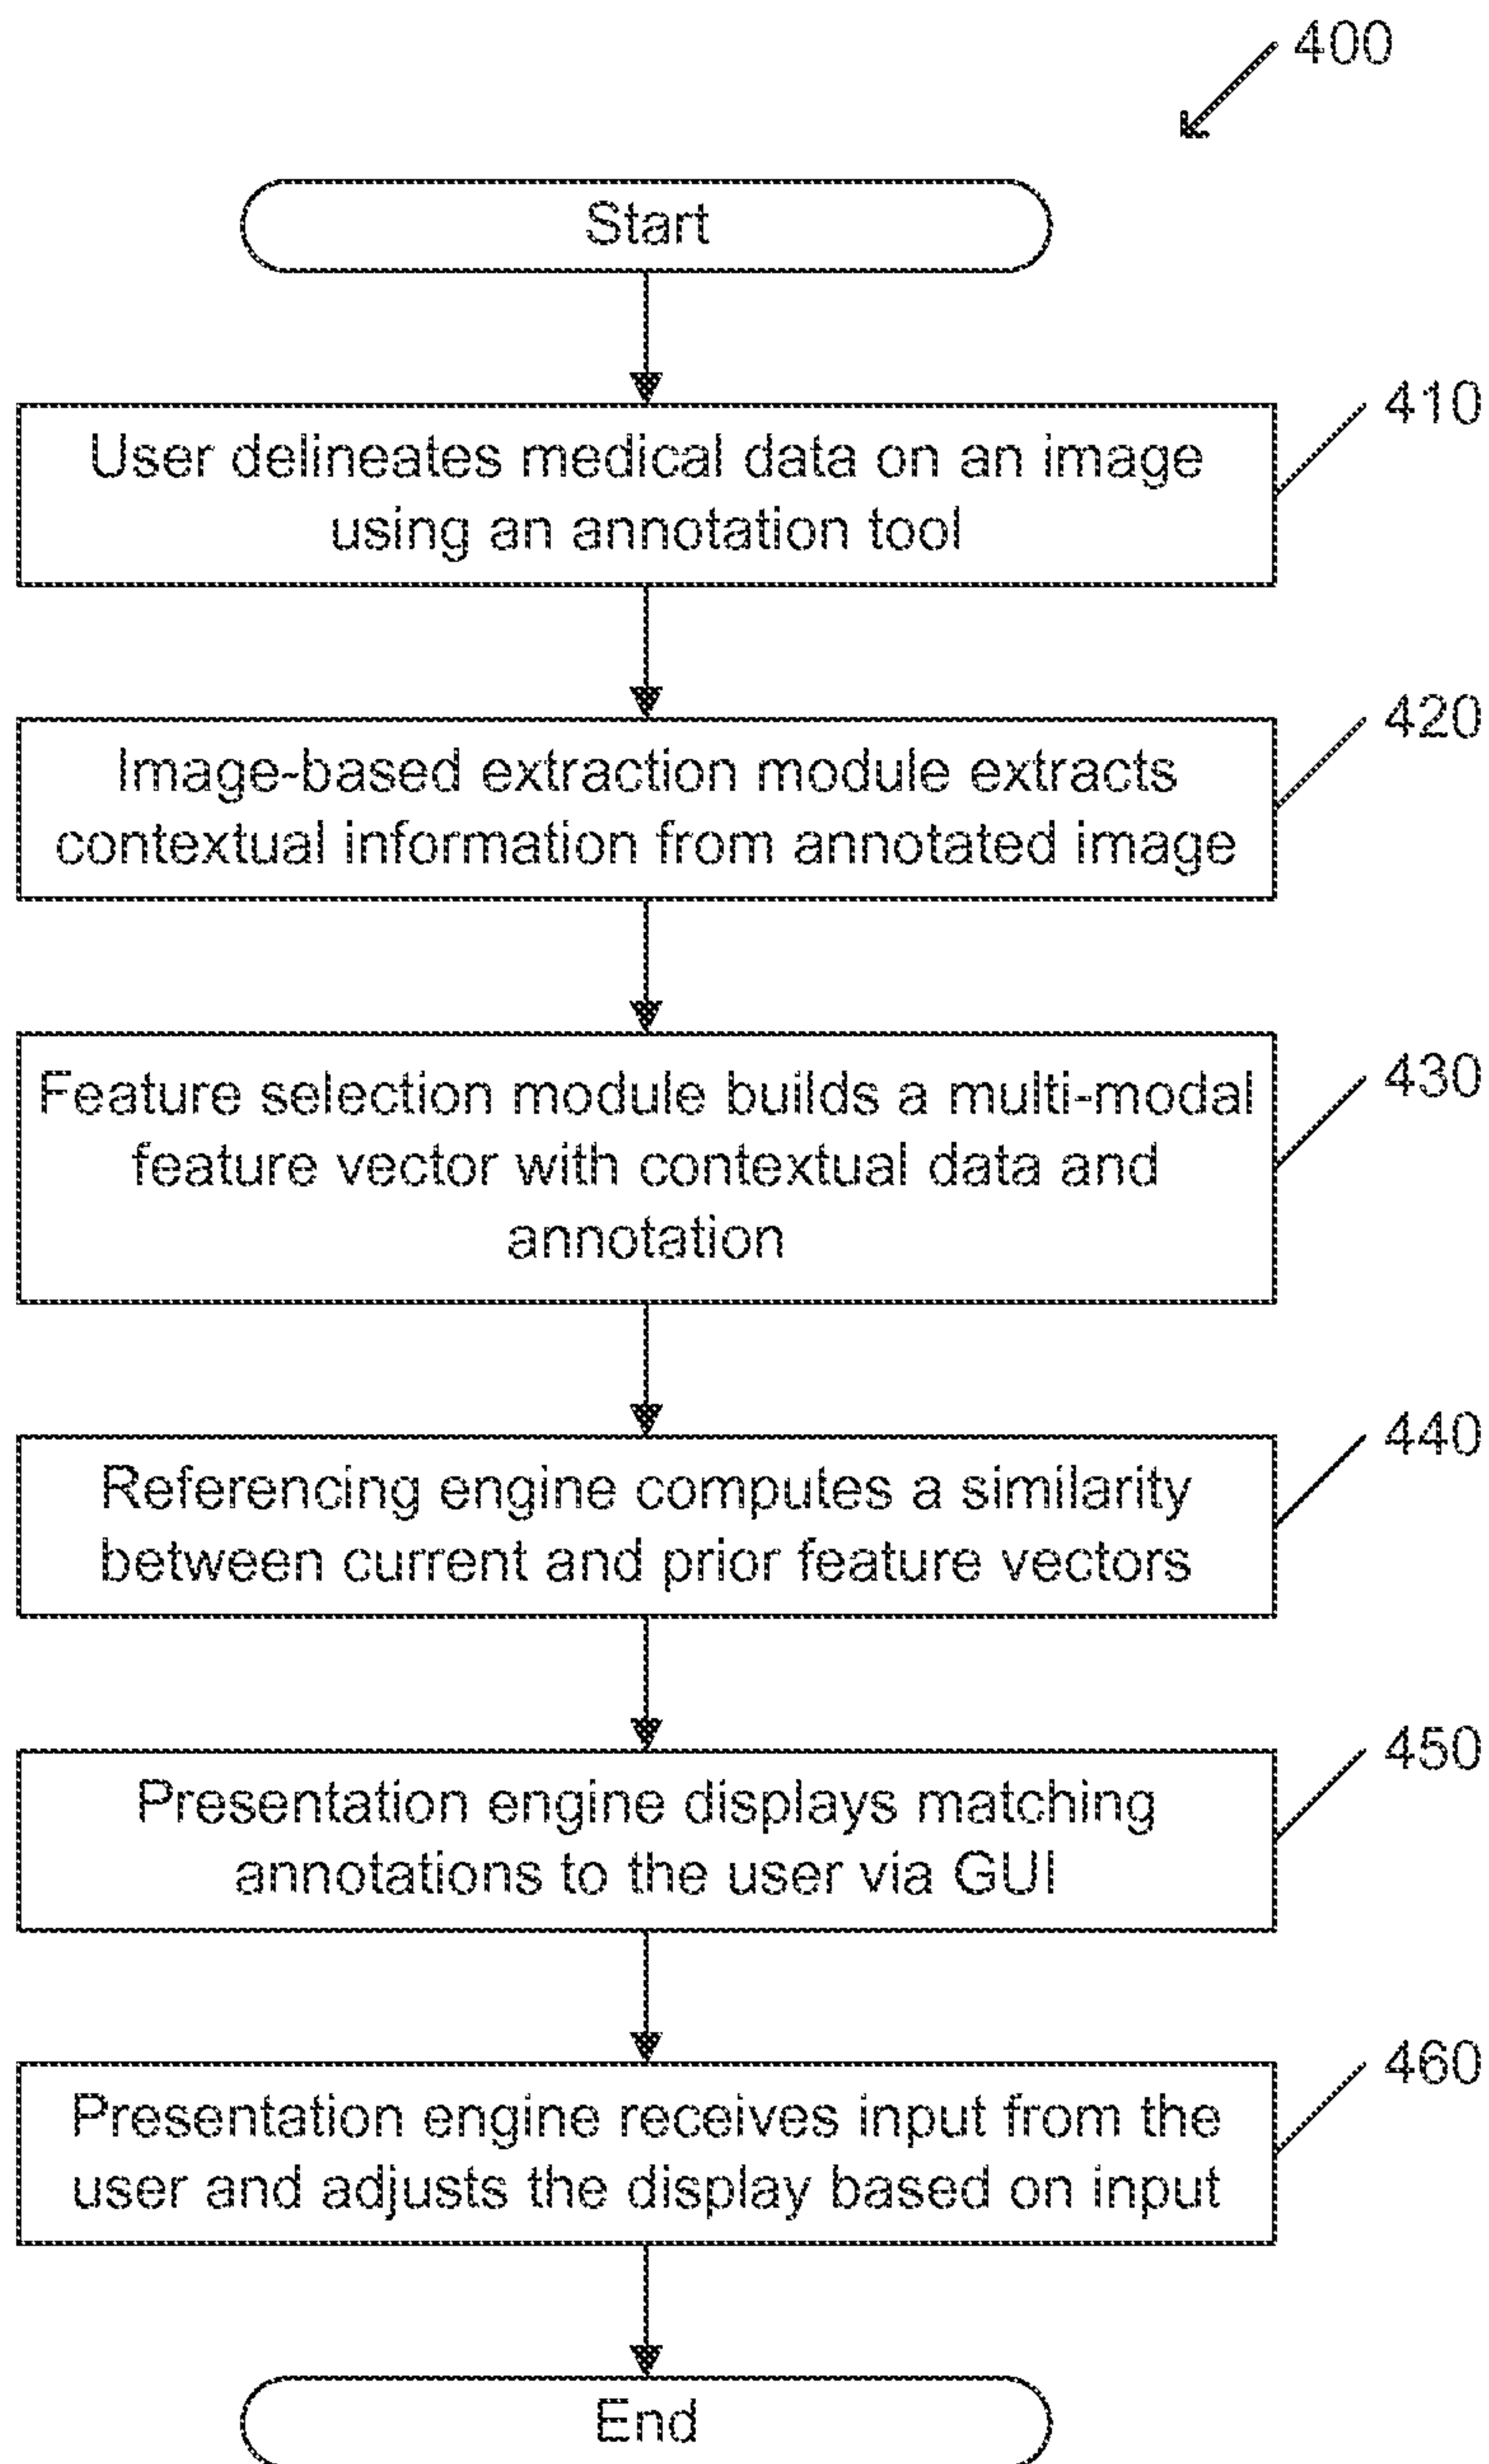 400
Start
410
User delineates medical data on an image
using an annotation tool
420
Image-based extraction module extracts
contextual information from annotated image
430
Feature selection module builds a multi-modal
feature vector with contextual data and
annotation
440
Referencing engine computes a similarity
between current and prior feature vectors
450
Presentation engine displays matching
annotations to the user via GUI
460
Presentation engine receives input from the
user and adjusts the display based on input
End